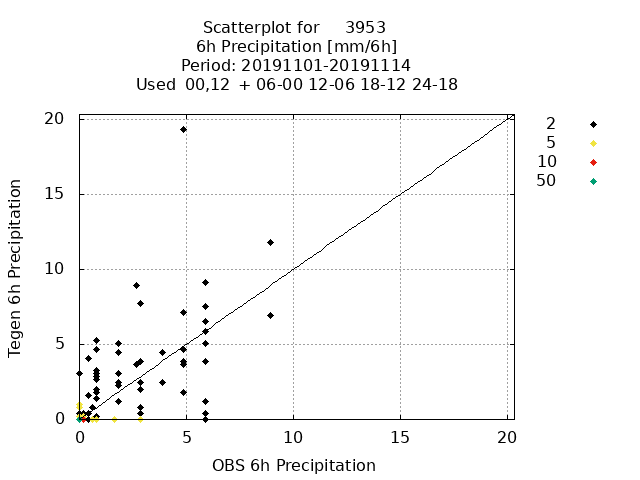 Scatterplot for 3953
6h Precipitation [mm/6h]
Period: 20191101-20191114
Used 00,12 + 06-00 12-06 18-12 24-18
2
5
10
50
Tegen 6h Precipitation
20
15
10
5
0
0 5 10 15 20
OBS 6h Precipitation